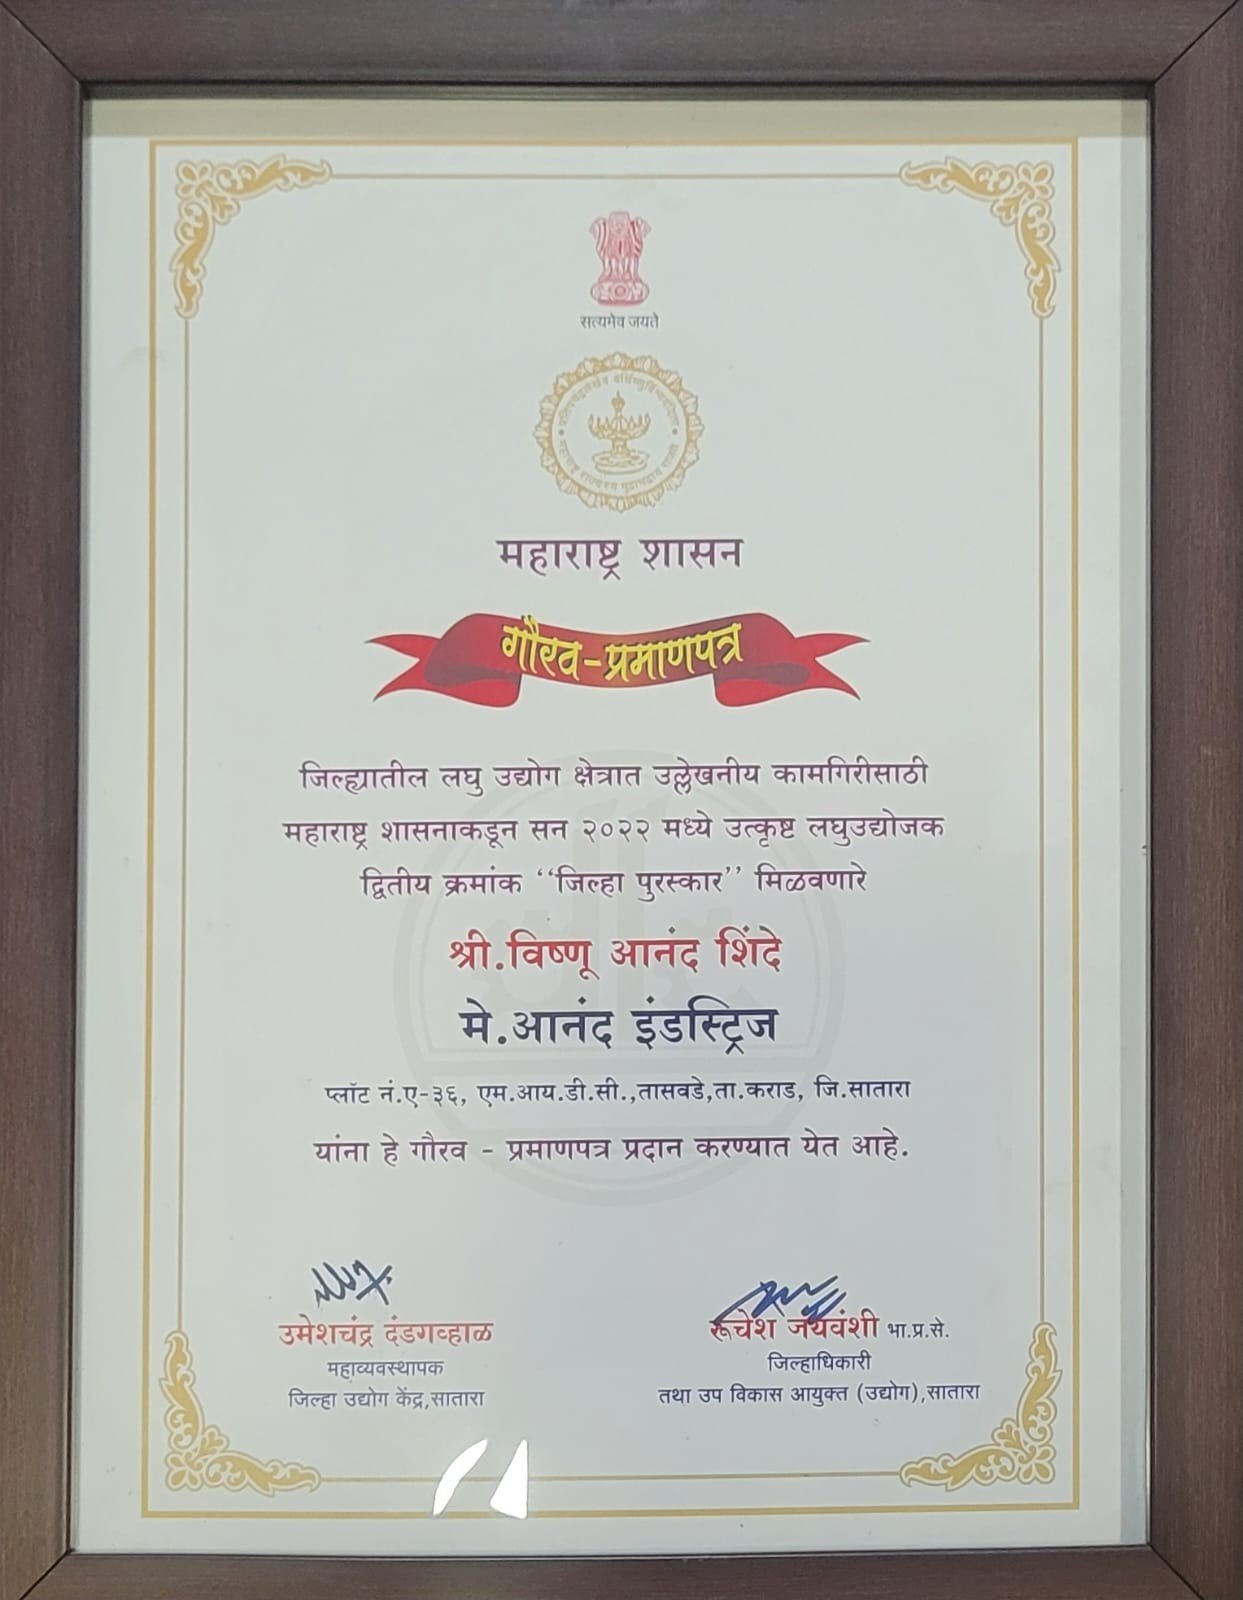 सत्यमेव जयते
महाराष्ट्र शासन
गौरव-प्रमाणपत्र
जिल्ह्यातील लघु उद्योग क्षेत्रात उल्लेखनीय कामगिरीसाठी
महाराष्ट्र शासनाकडून सन २०२२ मध्ये उत्कृष्ट लघुउद्योजक
द्वितीय क्रमांक “जिल्हा पुरस्कार” मिळवणारे
श्री.विष्णू आनंद शिंदे
मे.आनंद इंडस्ट्रिज
प्लॉट नं.ए-३६, एम.आय.डी.सी.,तासवडे,ता.कराड, जि.सातारा
यांना हे गौरव - प्रमाणपत्र प्रदान करण्यात येत आहे.
उमेशचंद्र दंडगव्हाळ
महाव्यवस्थापक
जिल्हा उद्योग केंद्र,सातारा
रूचेश जयवंशी भा.प्र.से.
जिल्हाधिकारी
तथा उप विकास आयुक्त (उद्योग),सातारा